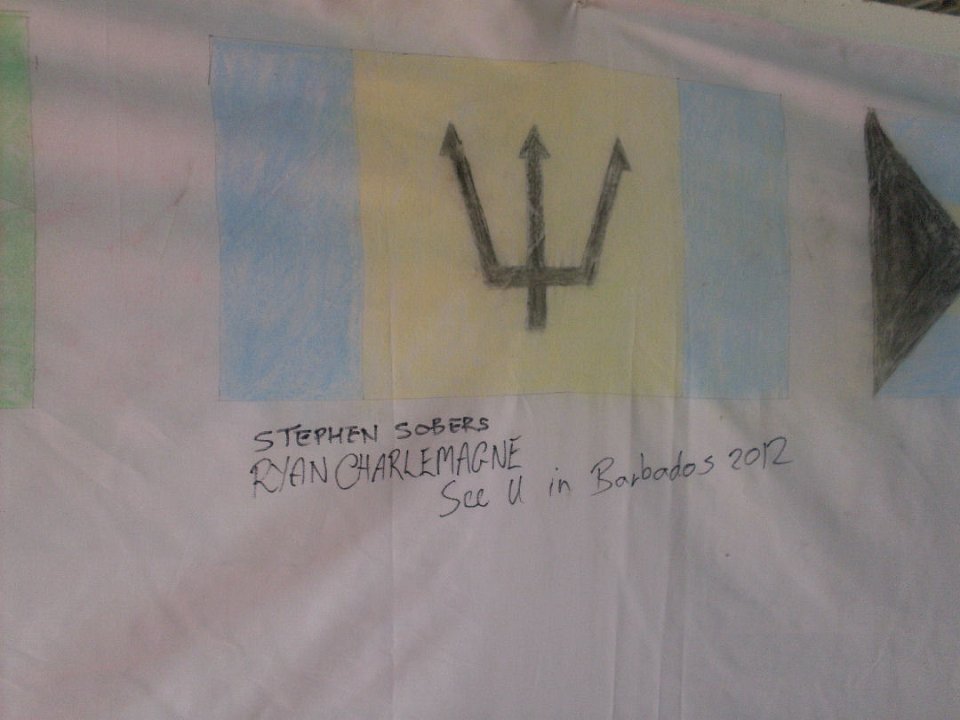 STEPHEN SOBERS
RYAN CHARLEMAGNE
See U in Barbados 2012